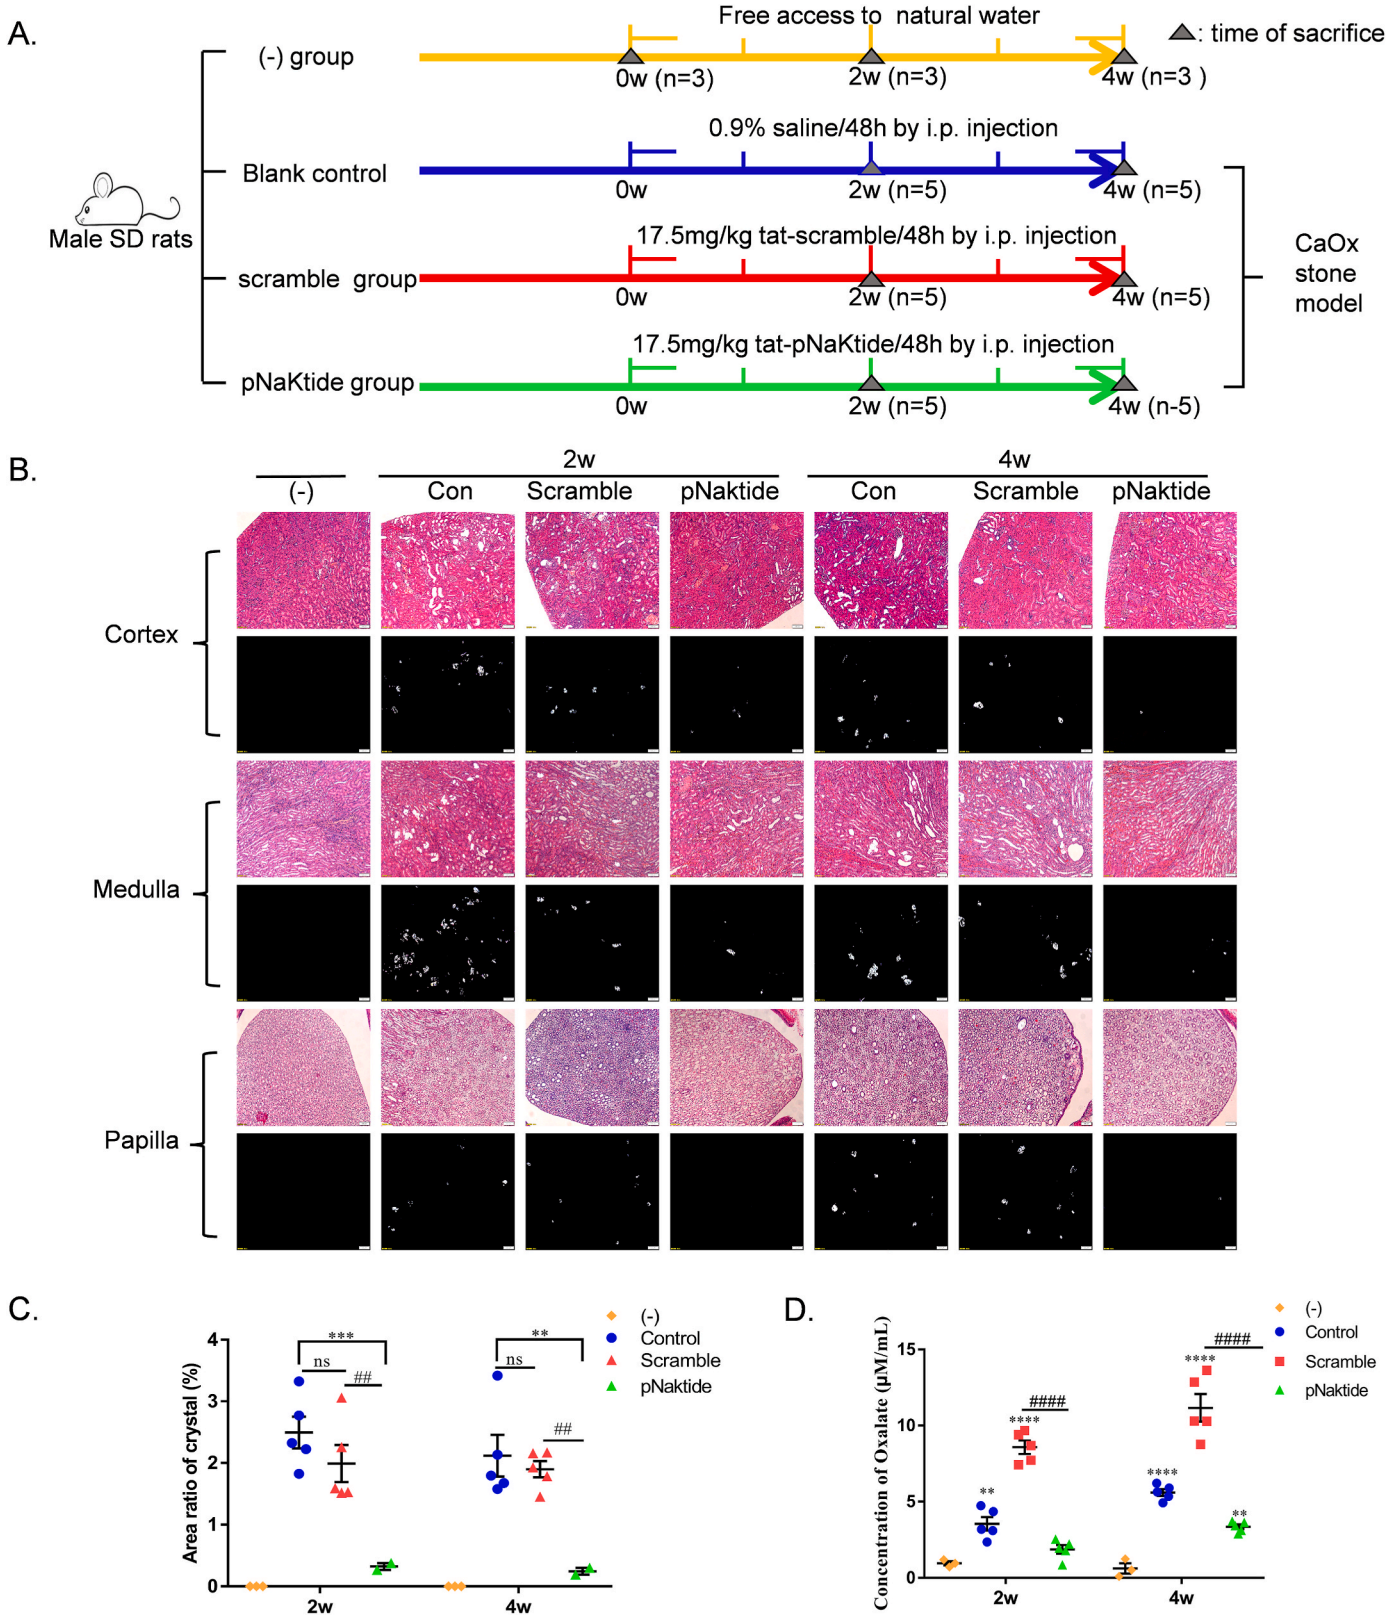 A.
Free access to  natural water
: time of sacrifice
(-) group
0w (n=3)
2w (n=3)
4w (n=3 )
0.9% saline/48h by i.p. injection
Blank control
0w
2w (n=5)
4w (n=5)
Male SD rats
17.5mg/kg tat-scramble/48h by i.p. injection
scramble  group
0w
2w (n=5)
4w (n=5)
CaOx
stone
model
17.5mg/kg tat-pNaKtide/48h by i.p. injection
pNaKtide group
0w
2w (n=5)
4w (n-5)
B.
2w
4w
(-)
Con
Scramble
pNaktide
Con
Scramble
pNaktide
Cortex
Medulla
Papilla
C.
(-)
Control
Scramble
pNaktide
Area ratio of crystal (%)
4
3
2
1
0
***
ns
##
**
ns
##
2w
4w
D.
(-)
Control
Scramble
pNaktide
Concentration of Oxalate (μM/mL)
15
10
5
0
**
****
####
****
****
####
**
2w
4w